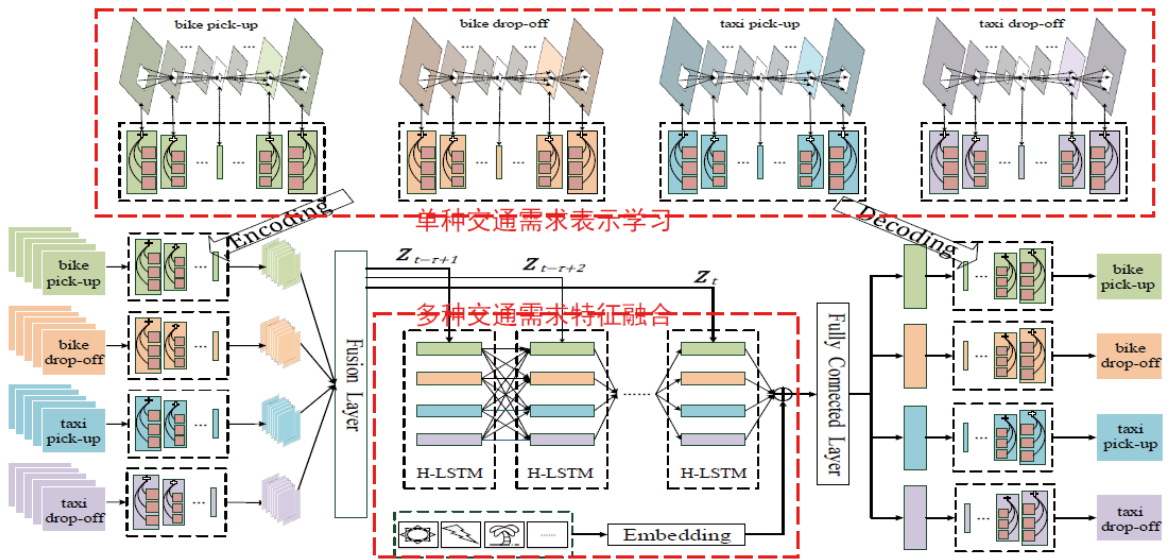 bike pick-up
bike drop-off
taxi pick-up
taxi drop-off
单种交通需求表示学习
Encoding
Decoding
bike
pick-up
bike
drop-off
taxi
pick-up
taxi
drop-off
Fusion
Layer
Z t−τ+1
Z t−τ+2
Z t
多种交通需求特征融合
H-LSTM
H-LSTM
H-LSTM
Embedding
Fully Connected Layer
bike
pick-up
bike
drop-off
taxi
pick-up
taxi
drop-off